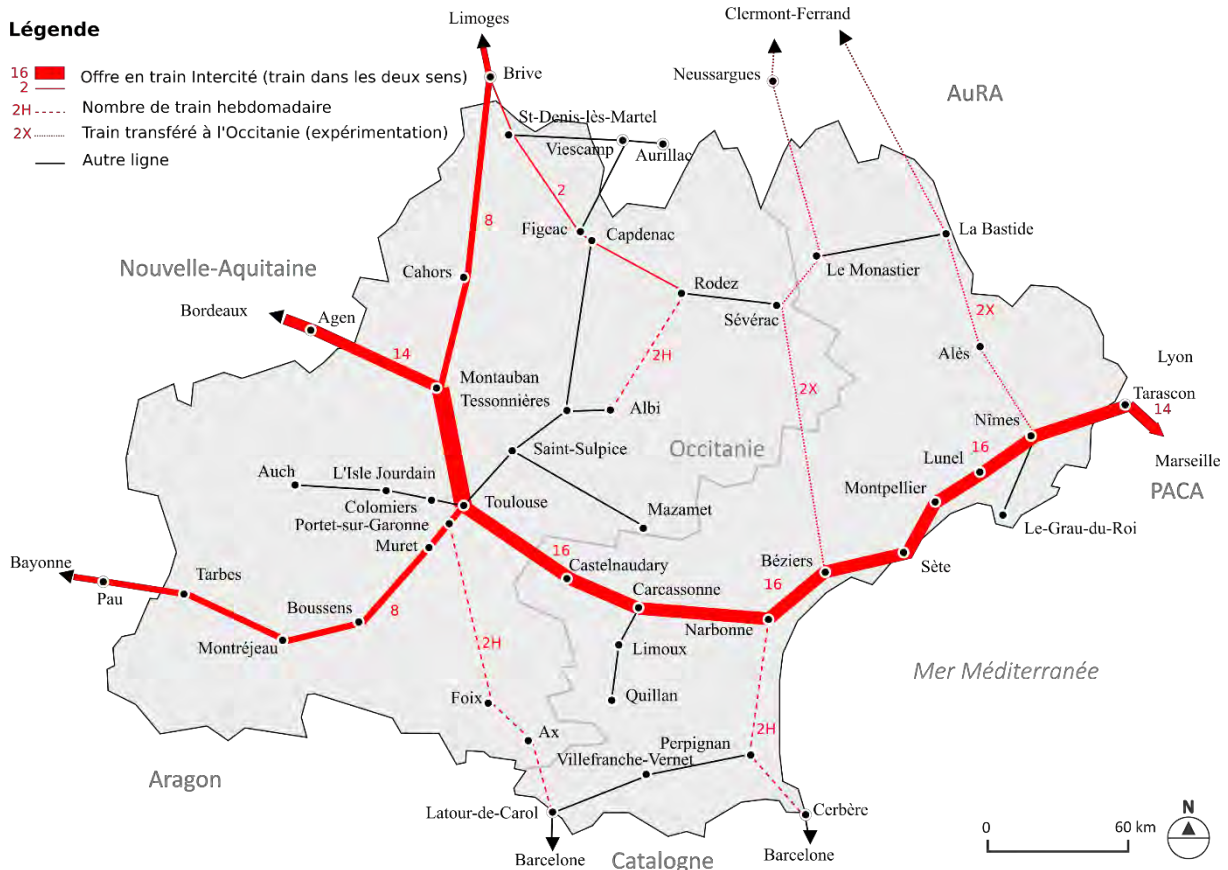 Légende
16
2
Offre en train Intercité (train dans les deux sens)
2H
Nombre de train hebdomadaire
2X
Train transféré à l'Occitanie (expérimentation)
Autre ligne
Limoges
Clermont-Ferrand
Brive
Neussargues
AuRA
St-Denis-lès-Martel
Viescamp
Aurillac
2
8
Figeac
Capdenac
La Bastide
Nouvelle-Aquitaine
Cahors
Le Monastier
Rodez
Sévérac
Bordeaux
Agen
2X
14
2H
Alès
Lyon
2X
Montauban
Tessonnières
Albi
Tarascon
14
Nîmes
Saint-Sulpice
Occitanie
Lunel
16
Marseille
Auch
L'Isle Jourdain
Colomiers
Toulouse
Montpellier
PACA
Portet-sur-Garonne
Mazamet
Le-Grau-du-Roi
Muret
16
Castelnaudary
Béziers
Sète
Bayonne
Pau
Tarbes
Carcassonne
16
Boussens
8
Narbonne
Montréjeau
2H
Limoux
Mer Méditerranée
Foix
Quillan
Ax
2H
Perpignan
Villefranche-Vernet
Aragon
Latour-de-Carol
Cerbère
N
0
60 km
Barcelone
Catalogne
Barcelone